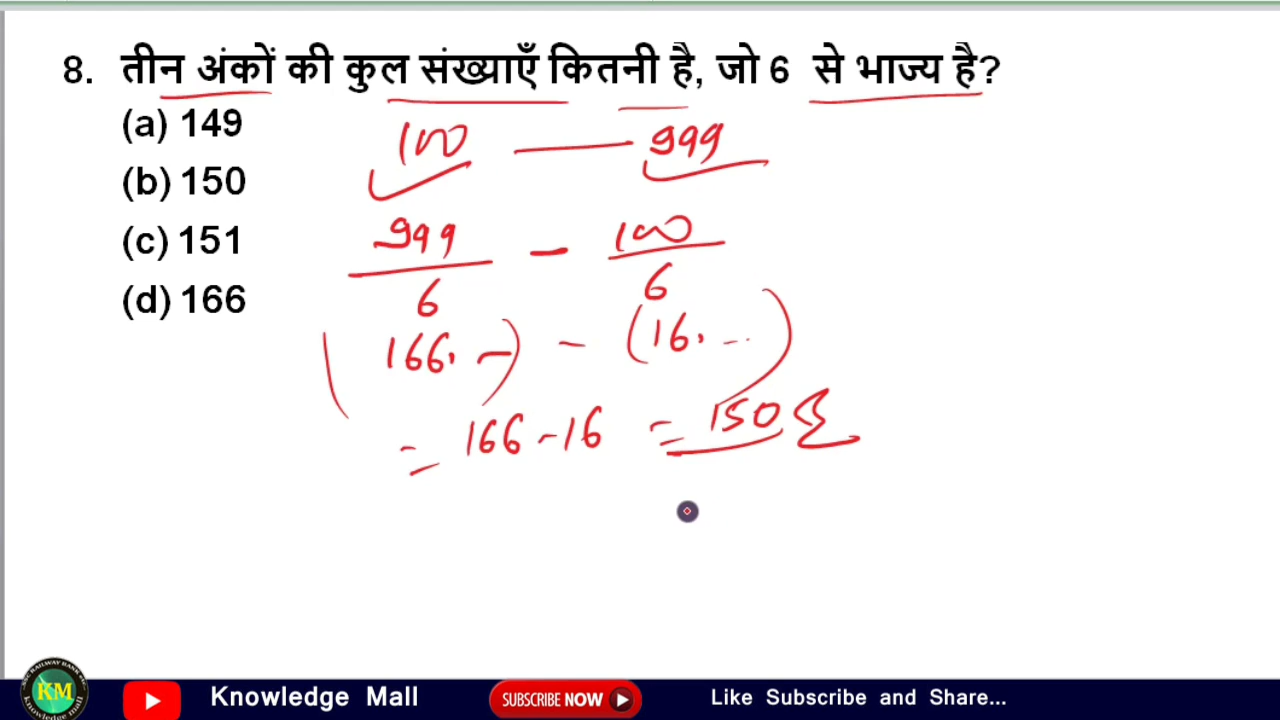 8. तीन अंकों की कुल संख्याएँ कितनी है, जो 6 से भाज्य है?
(a) 149
100 — 999
(b) 150
(c) 151
999/6 - 100/6
(d) 166
(166. -) - (16. ...)
= 166 - 16 = 150
KM
Knowledge Mall
SUBSCRIBE NOW
Like Subscribe and Share...